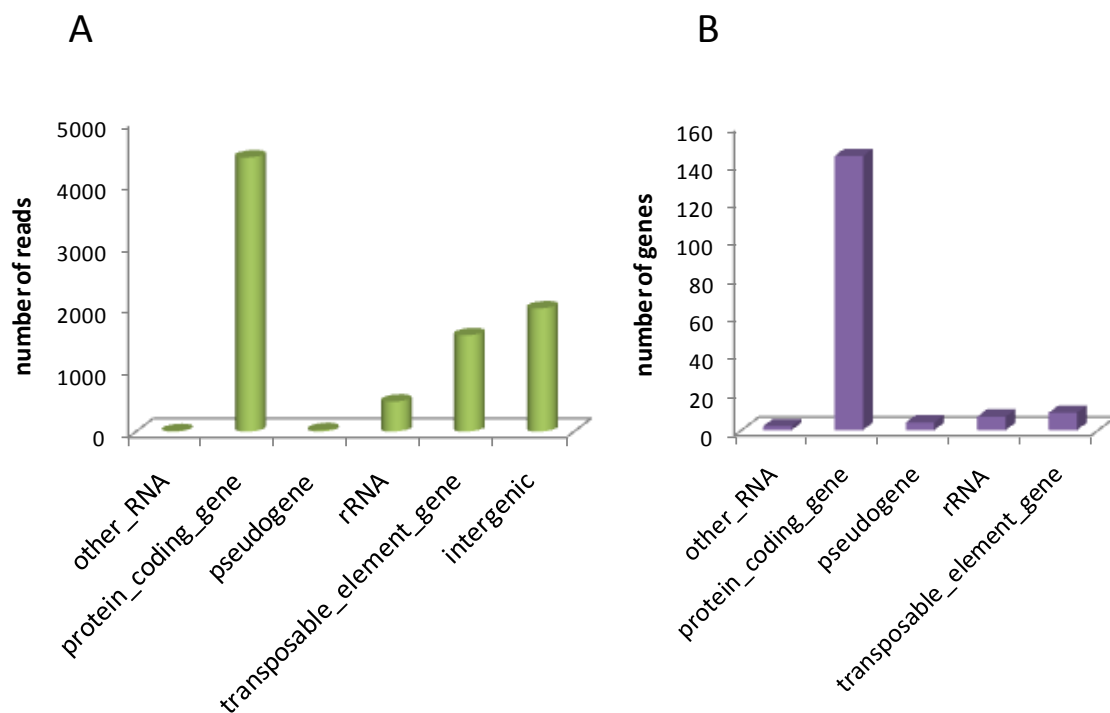 A
number of reads
5000
4000
3000
2000
1000
0
other_RNA
protein_coding_gene
pseudogene
rRNA
transposable_element_gene
intergenic
B
number of genes
160
140
120
100
80
60
40
20
0
other_RNA
protein_coding_gene
pseudogene
rRNA
transposable_element_gene